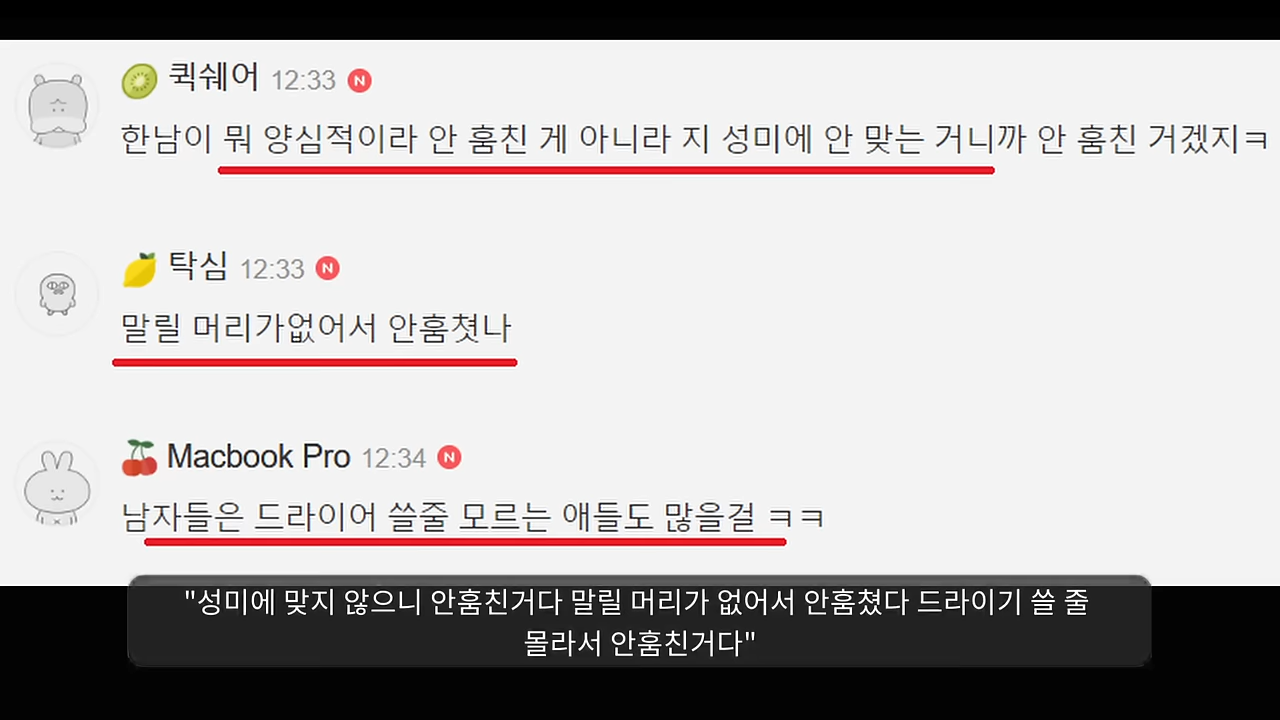 퀵쉐어 12:33 N
한남이 뭐 양심적이라 안 훔친 게 아니라 지 성미에 안 맞는 거니까 안 훔친 거겠지ㅋ
탁심 12:33 N
말릴 머리가없어서 안훔쳣나
Macbook Pro 12:34 N
남자들은 드라이어 쓸줄 모르는 애들도 많을걸 ㅋㅋ
"성미에 맞지 않으니 안훔친거다 말릴 머리가 없어서 안훔쳤다 드라이기 쓸 줄
몰라서 안훔친거다"